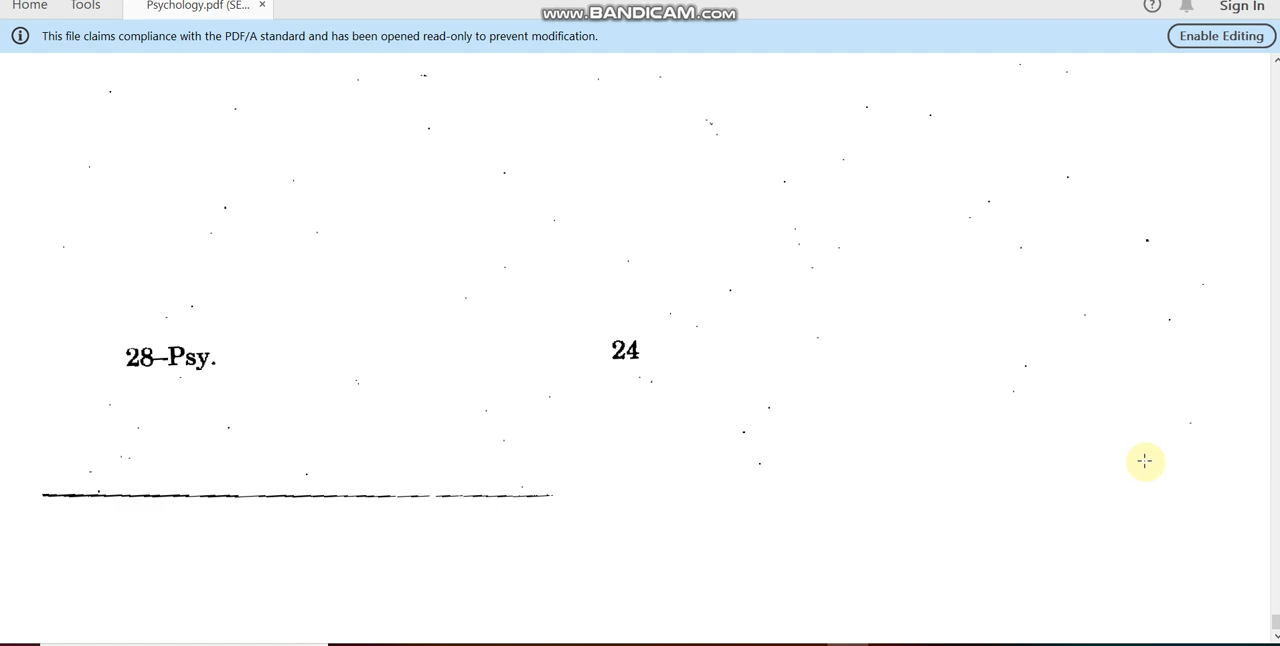 Home Tools Psychology.pdf (SE... × www.BANDICAM.com Sign In
This file claims compliance with the PDF/A standard and has been opened read-only to prevent modification. Enable Editing
28–Psy. 24